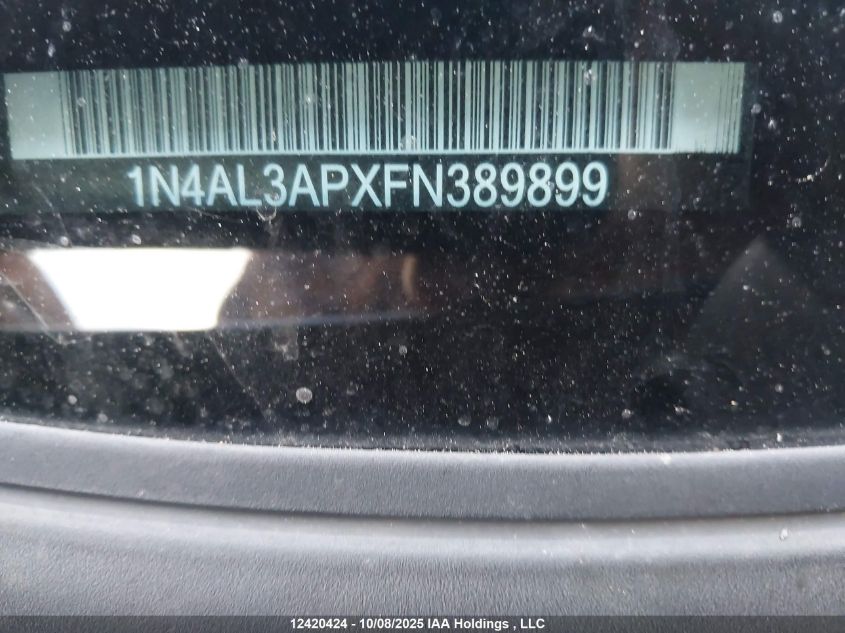 1N4AL3APXFN389899
12420424 - 10/08/2025 IAA Holdings , LLC